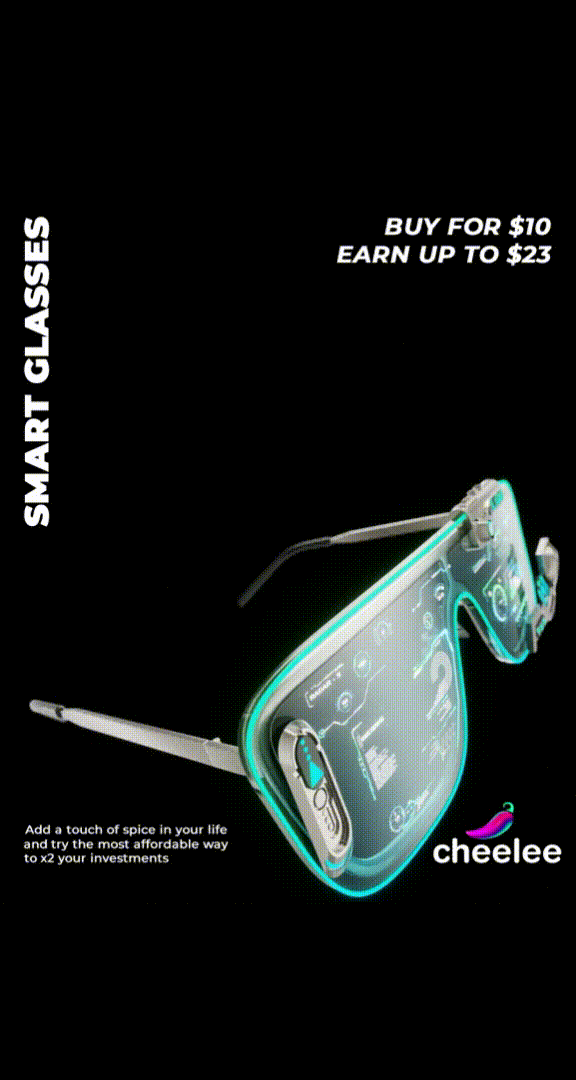 SMART GLASSES
BUY FOR $10
EARN UP TO $23
Add a touch of spice in your life
and try the most affordable way
to x2 your investments
cheelee